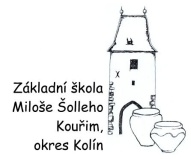 Základní škola
Miloše Šolleho
Kouřim,
okres Kolín